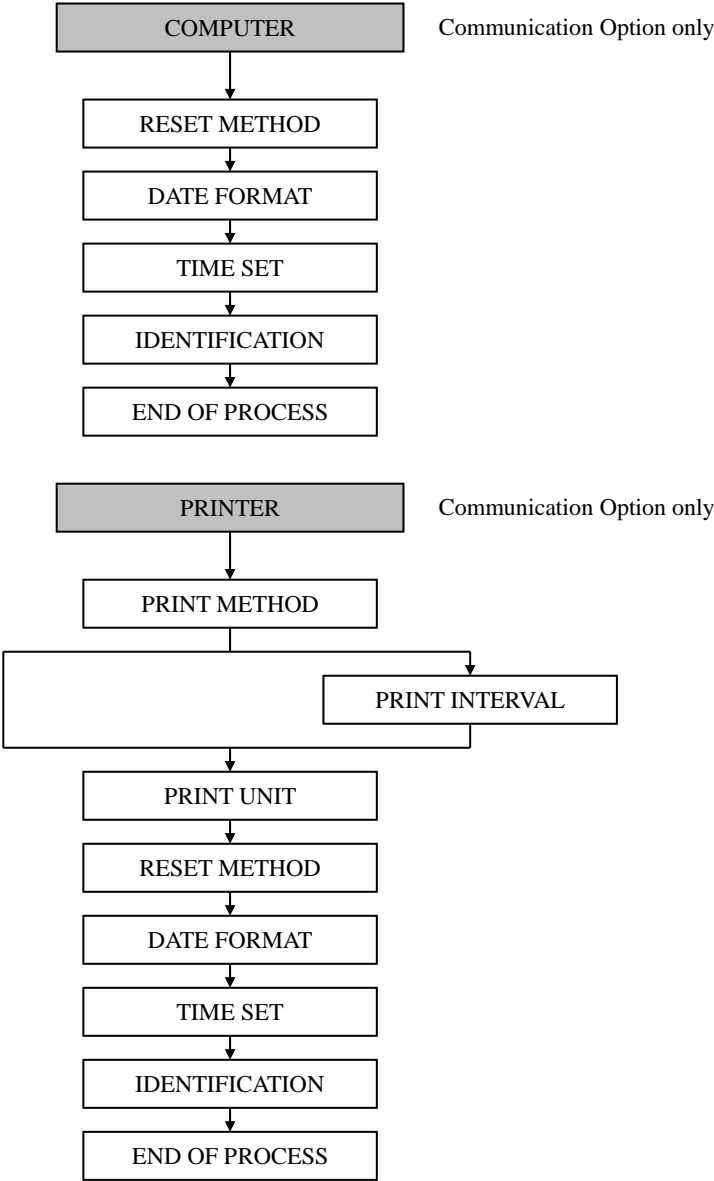 COMPUTER
Communication Option only
RESET METHOD
DATE FORMAT
TIME SET
IDENTIFICATION
END OF PROCESS
PRINTER
Communication Option only
PRINT METHOD
PRINT INTERVAL
PRINT UNIT
RESET METHOD
DATE FORMAT
TIME SET
IDENTIFICATION
END OF PROCESS